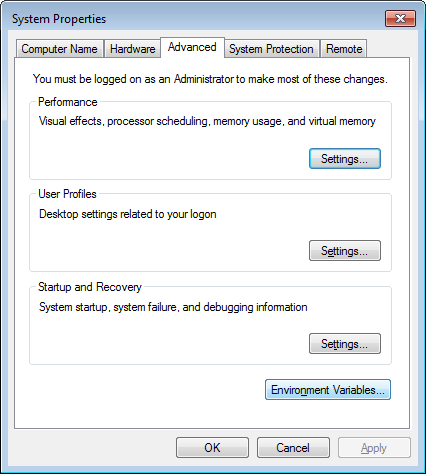 System Properties
Computer Name Hardware Advanced System Protection Remote
You must be logged on as an Administrator to make most of these changes.
Performance
Visual effects, processor scheduling, memory usage, and virtual memory
Settings...
User Profiles
Desktop settings related to your logon
Settings...
Startup and Recovery
System startup, system failure, and debugging information
Settings...
Environment Variables...
OK Cancel Apply